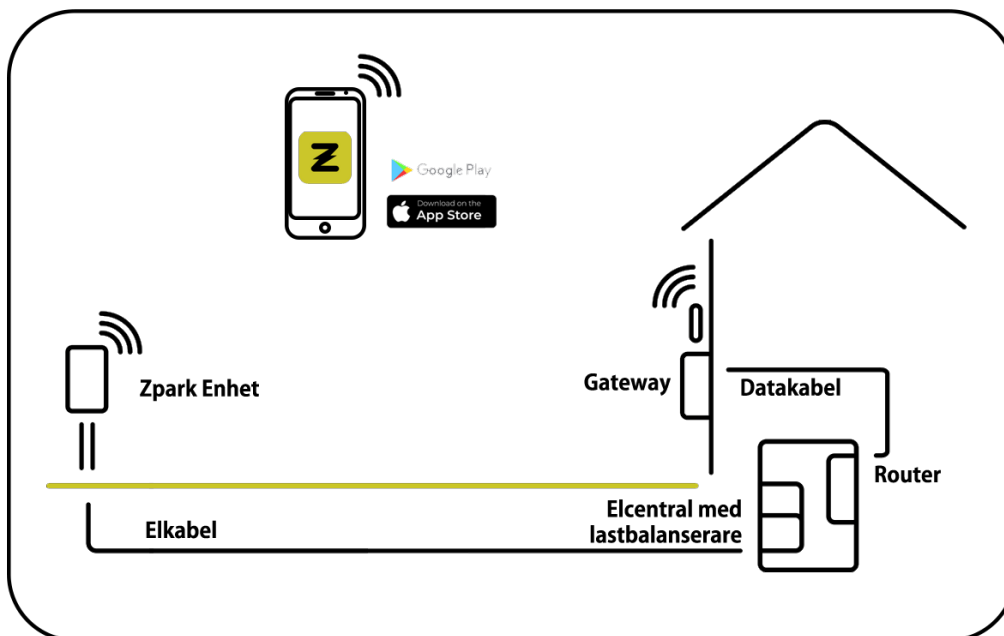 Z
Google Play
Download on the
App Store
Zpark Enhet
Gateway
Datakabel
Router
Elcentral med
lastbalanserare
Elkabel